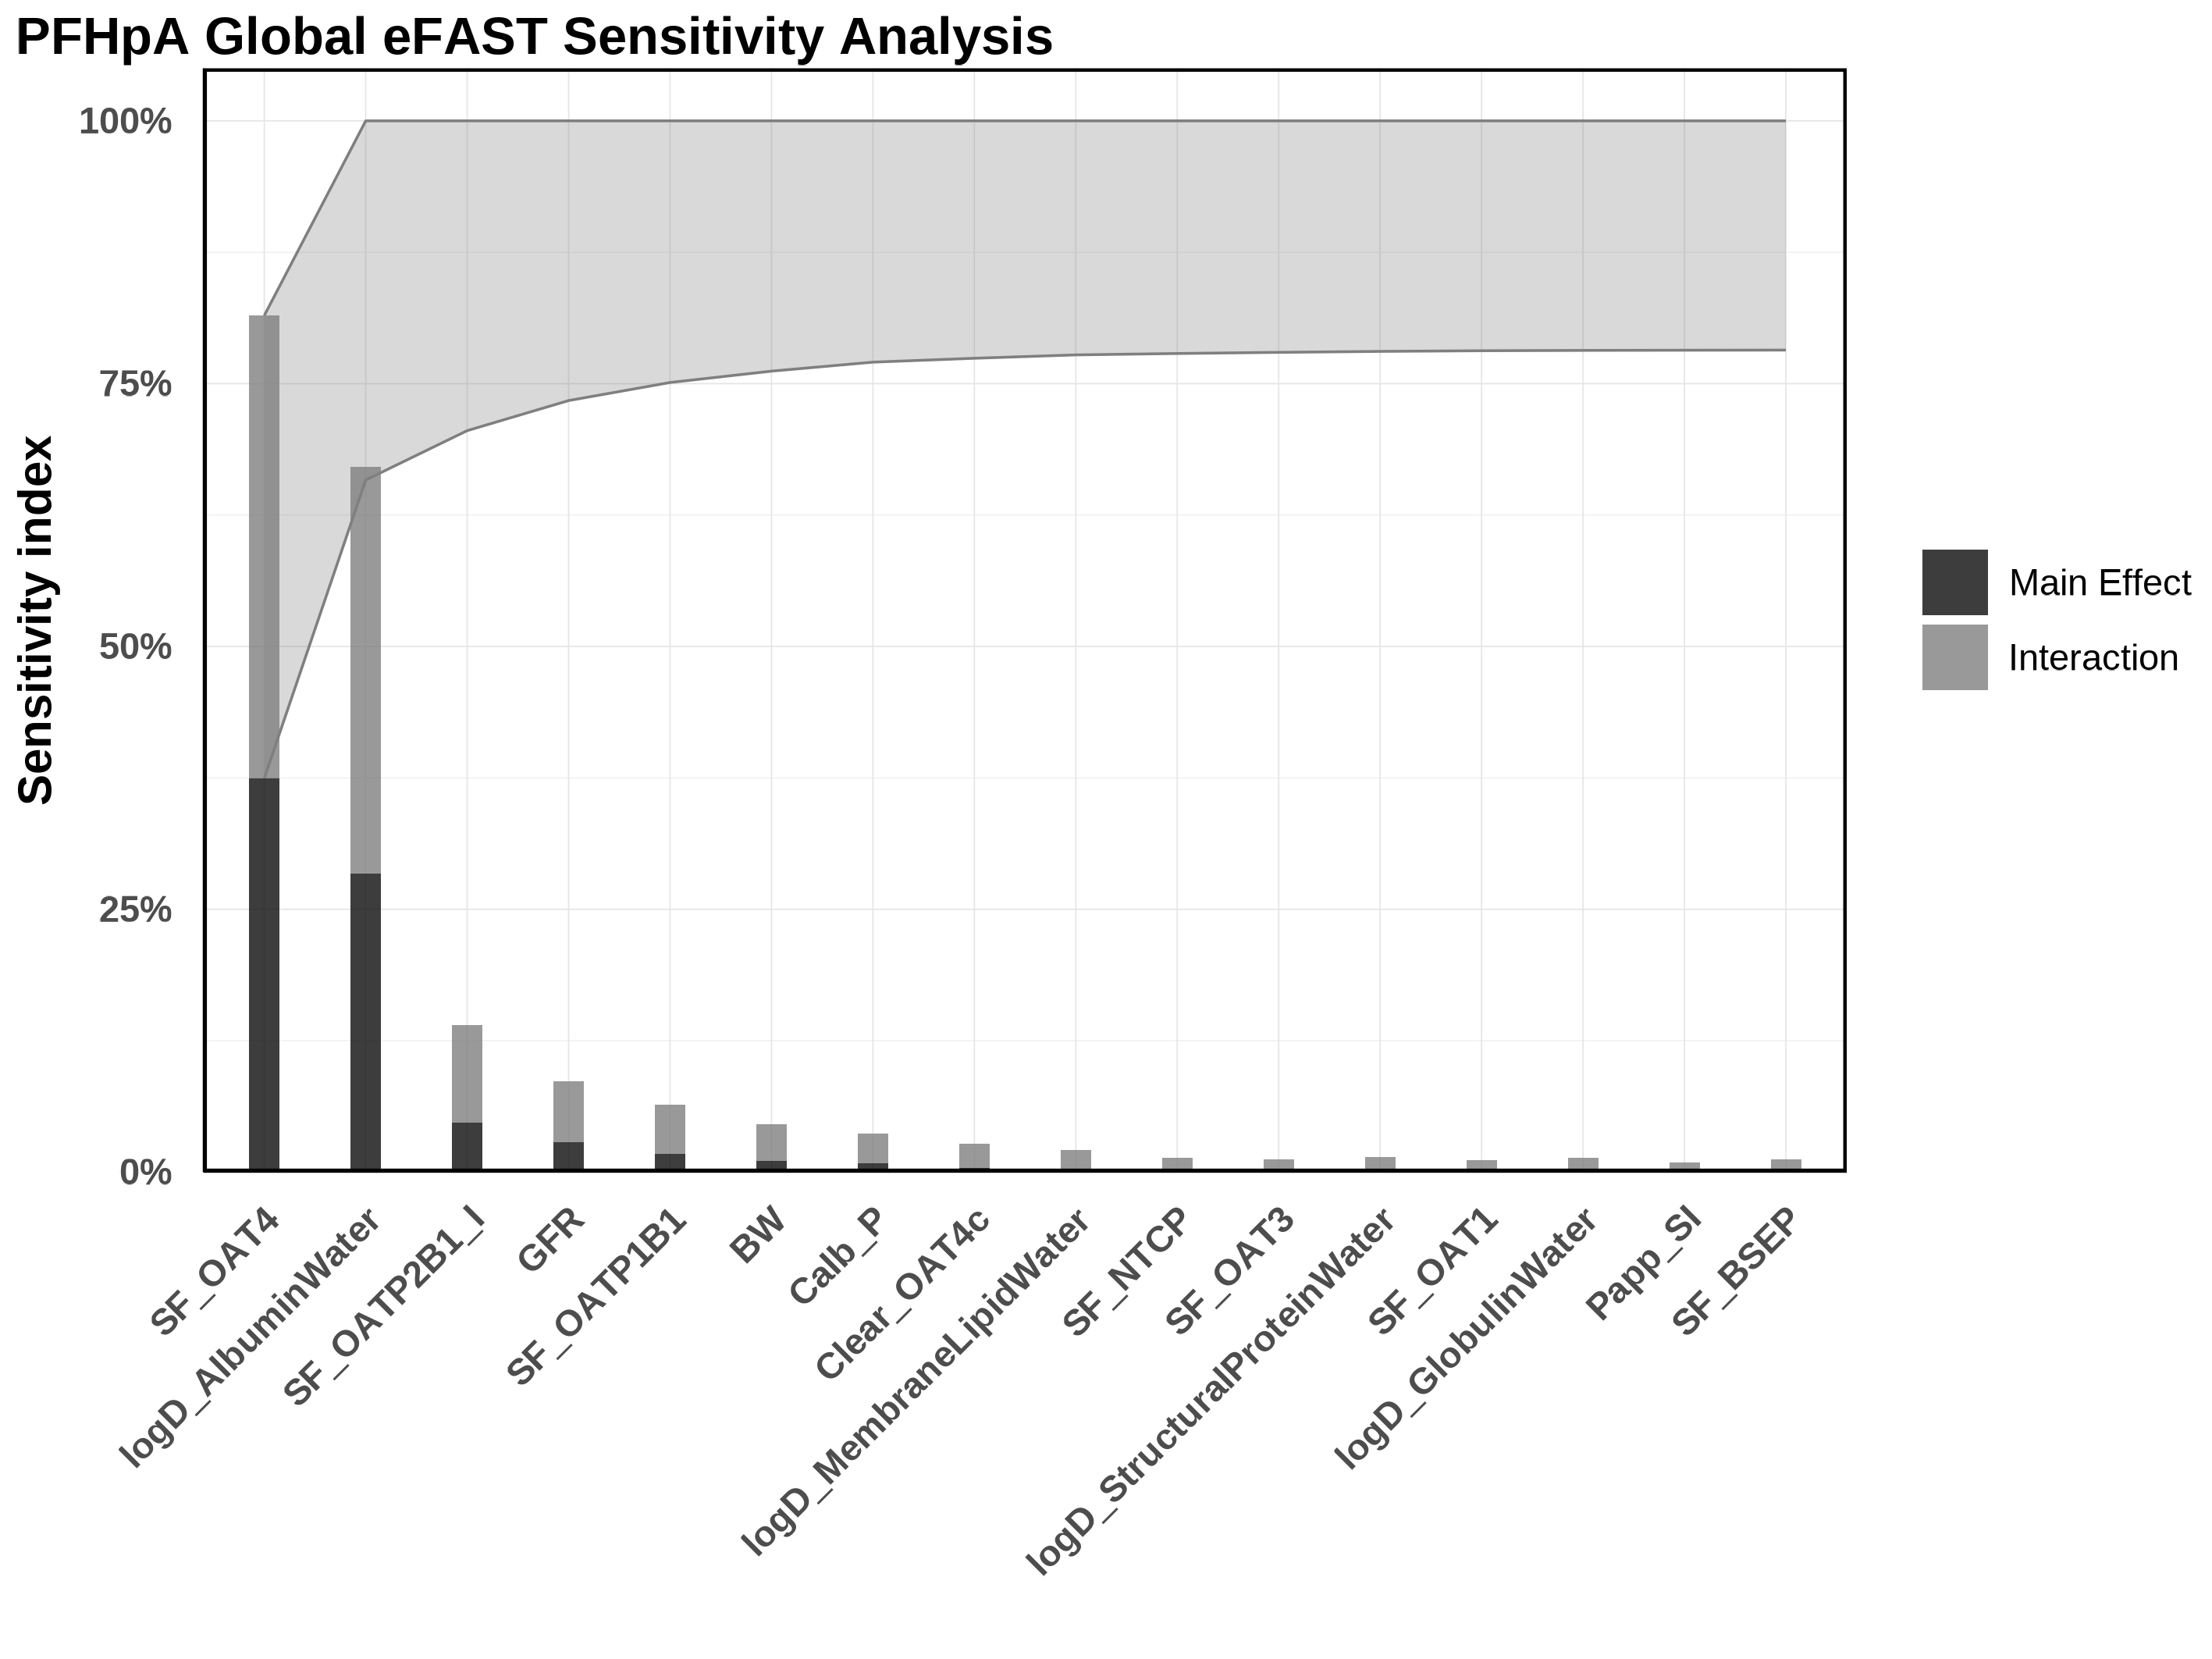 PFHpA Global eFAST Sensitivity Analysis
Sensitivity index
100%
75%
50%
25%
0%
SF_OAT4
logD_AlbuminWater
SF_OATP2B1_I
GFR
SF_OATP1B1
BW
Calb_P
Clear_OAT4c
logD_MembraneLipidWater
SF_NTCP
SF_OAT3
logD_StructuralProteinWater
SF_OAT1
logD_GlobulinWater
Papp_SI
SF_BSEP
Main Effect
Interaction